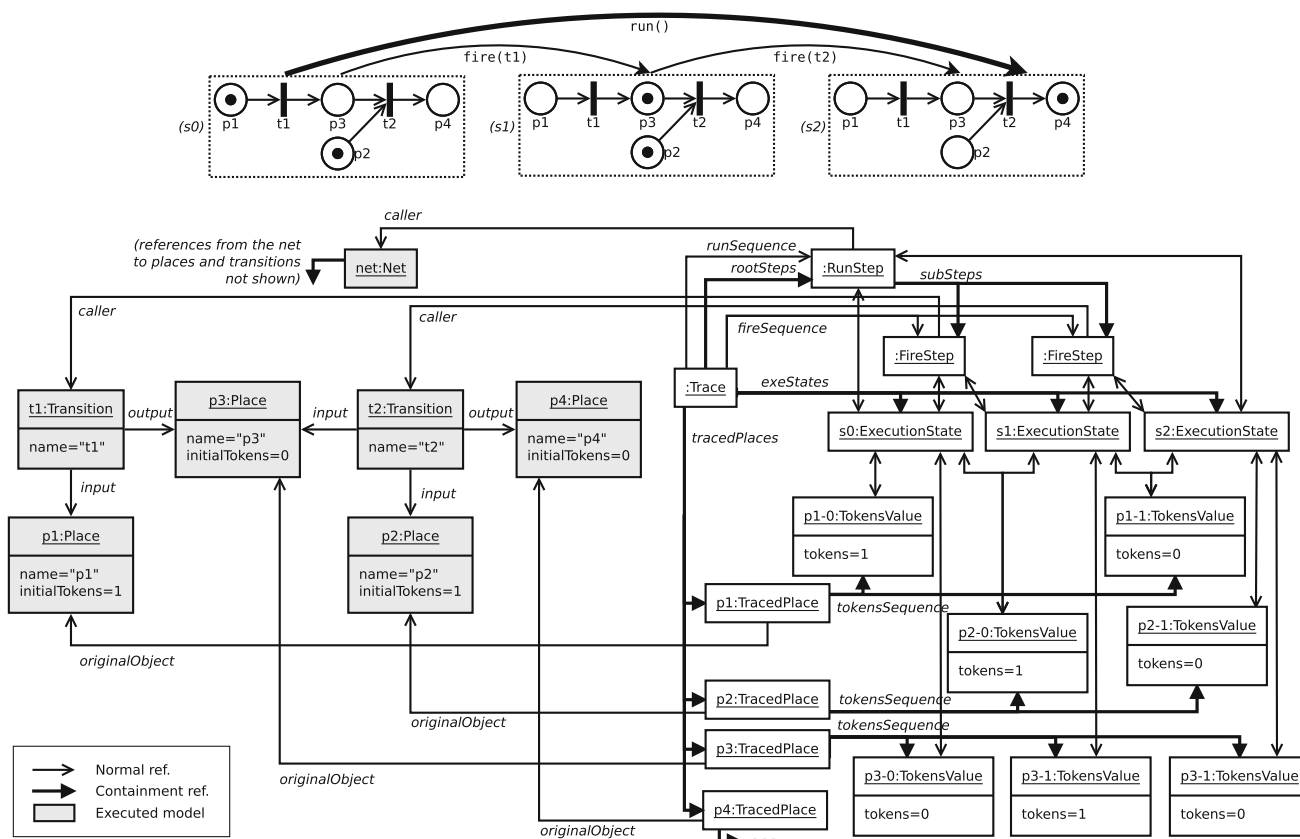 run()
fire(t1)
fire(t2)
(s0)
p1
t1
p3
t2
p4
p2
(s1)
p1
t1
p3
t2
p4
p2
(s2)
p1
t1
p3
t2
p4
p2
caller
(references from the net
to places and transitions
not shown)
net:Net
runSequence
rootSteps
:RunStep
subSteps
caller
caller
fireSequence
:FireStep
:FireStep
:Trace
exeStates
t1:Transition
name="t1"
output
p3:Place
name="p3"
initialTokens=0
input
t2:Transition
name="t2"
output
p4:Place
name="p4"
initialTokens=0
tracedPlaces
s0:ExecutionState
s1:ExecutionState
s2:ExecutionState
input
input
p1:Place
name="p1"
initialTokens=1
p2:Place
name="p2"
initialTokens=1
p1-0:TokensValue
tokens=1
p1-1:TokensValue
tokens=0
p1:TracedPlace
tokensSequence
originalObject
p2-0:TokensValue
tokens=1
p2-1:TokensValue
tokens=0
p2:TracedPlace
tokensSequence
originalObject
tokensSequence
p3:TracedPlace
originalObject
p3-0:TokensValue
tokens=0
p3-1:TokensValue
tokens=1
p3-1:TokensValue
tokens=0
p4:TracedPlace
originalObject
Normal ref.
Containment ref.
Executed model